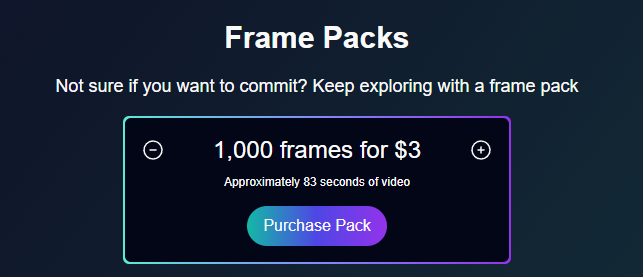 Frame Packs
Not sure if you want to commit? Keep exploring with a frame pack
1,000 frames for $3
Approximately 83 seconds of video
Purchase Pack